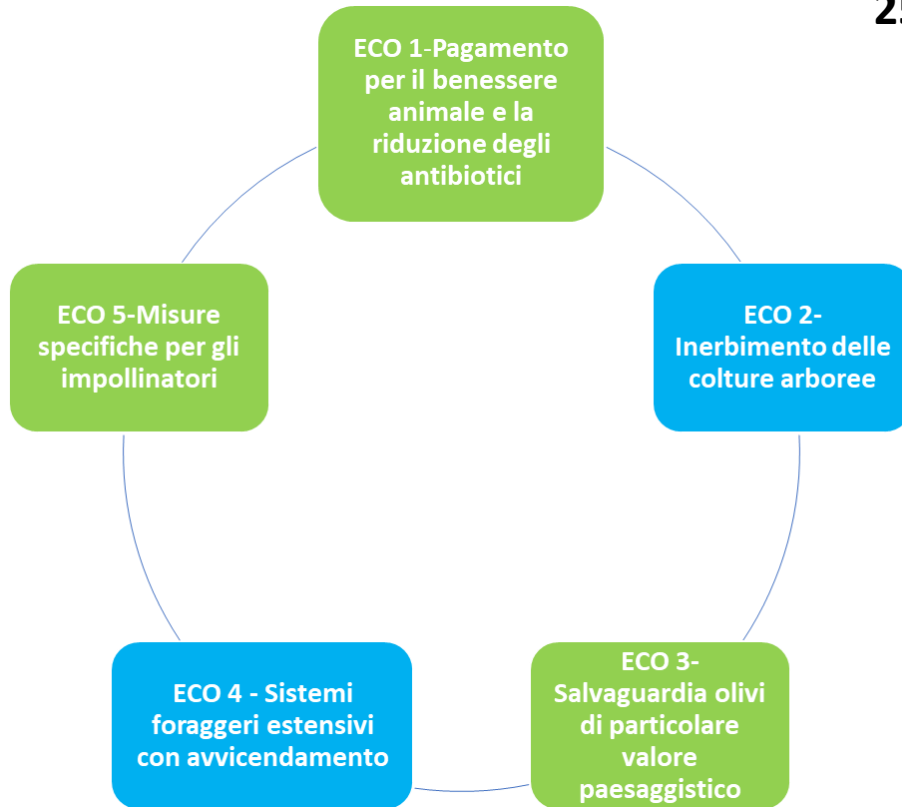 ECO 1-Pagamento
per il benessere
animale e la
riduzione degli
antibiotici
ECO 2-
Inerbimento delle
colture arboree
ECO 3-
Salvaguardia olivi
di particolare
valore
paesaggistico
ECO 4 - Sistemi
foraggeri estensivi
con avvicendamento
ECO 5-Misure
specifiche per gli
impollinatori